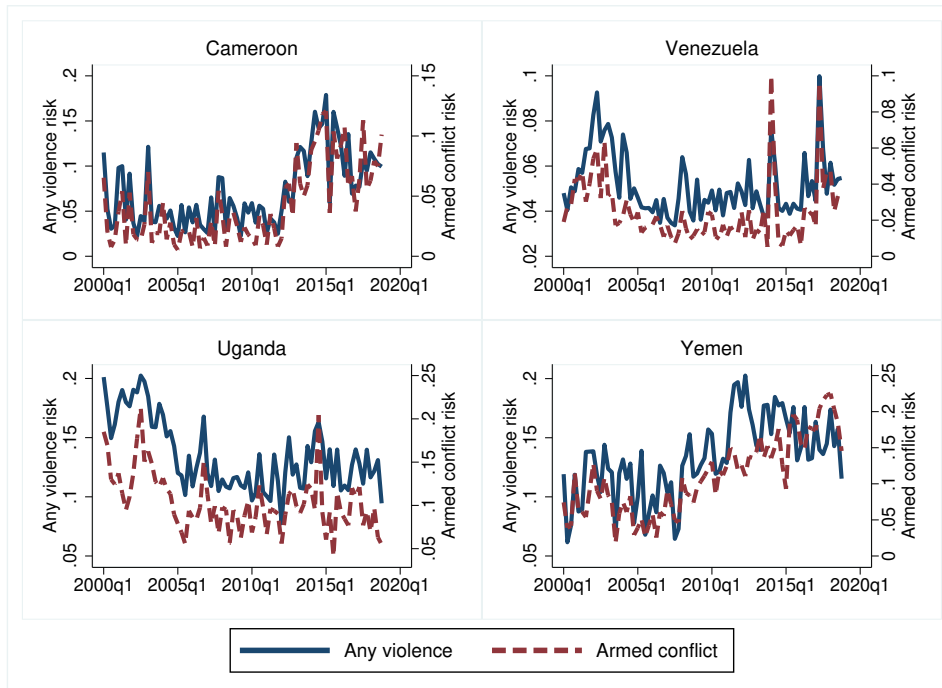 Cameroon
Any violence risk
0 .05 .1 .15 .2
Armed conflict risk
0 .05 .1 .15
2000q1 2005q1 2010q1 2015q1 2020q1
Venezuela
Any violence risk
.02 .04 .06 .08 .1
Armed conflict risk
0 .02 .04 .06 .08 .1
2000q1 2005q1 2010q1 2015q1 2020q1
Uganda
Any violence risk
.05 .1 .15 .2
Armed conflict risk
.05 .1 .15 .2 .25
2000q1 2005q1 2010q1 2015q1 2020q1
Yemen
Any violence risk
.05 .1 .15 .2
Armed conflict risk
0 .05 .1 .15 .2 .25
2000q1 2005q1 2010q1 2015q1 2020q1
Any violence Armed conflict